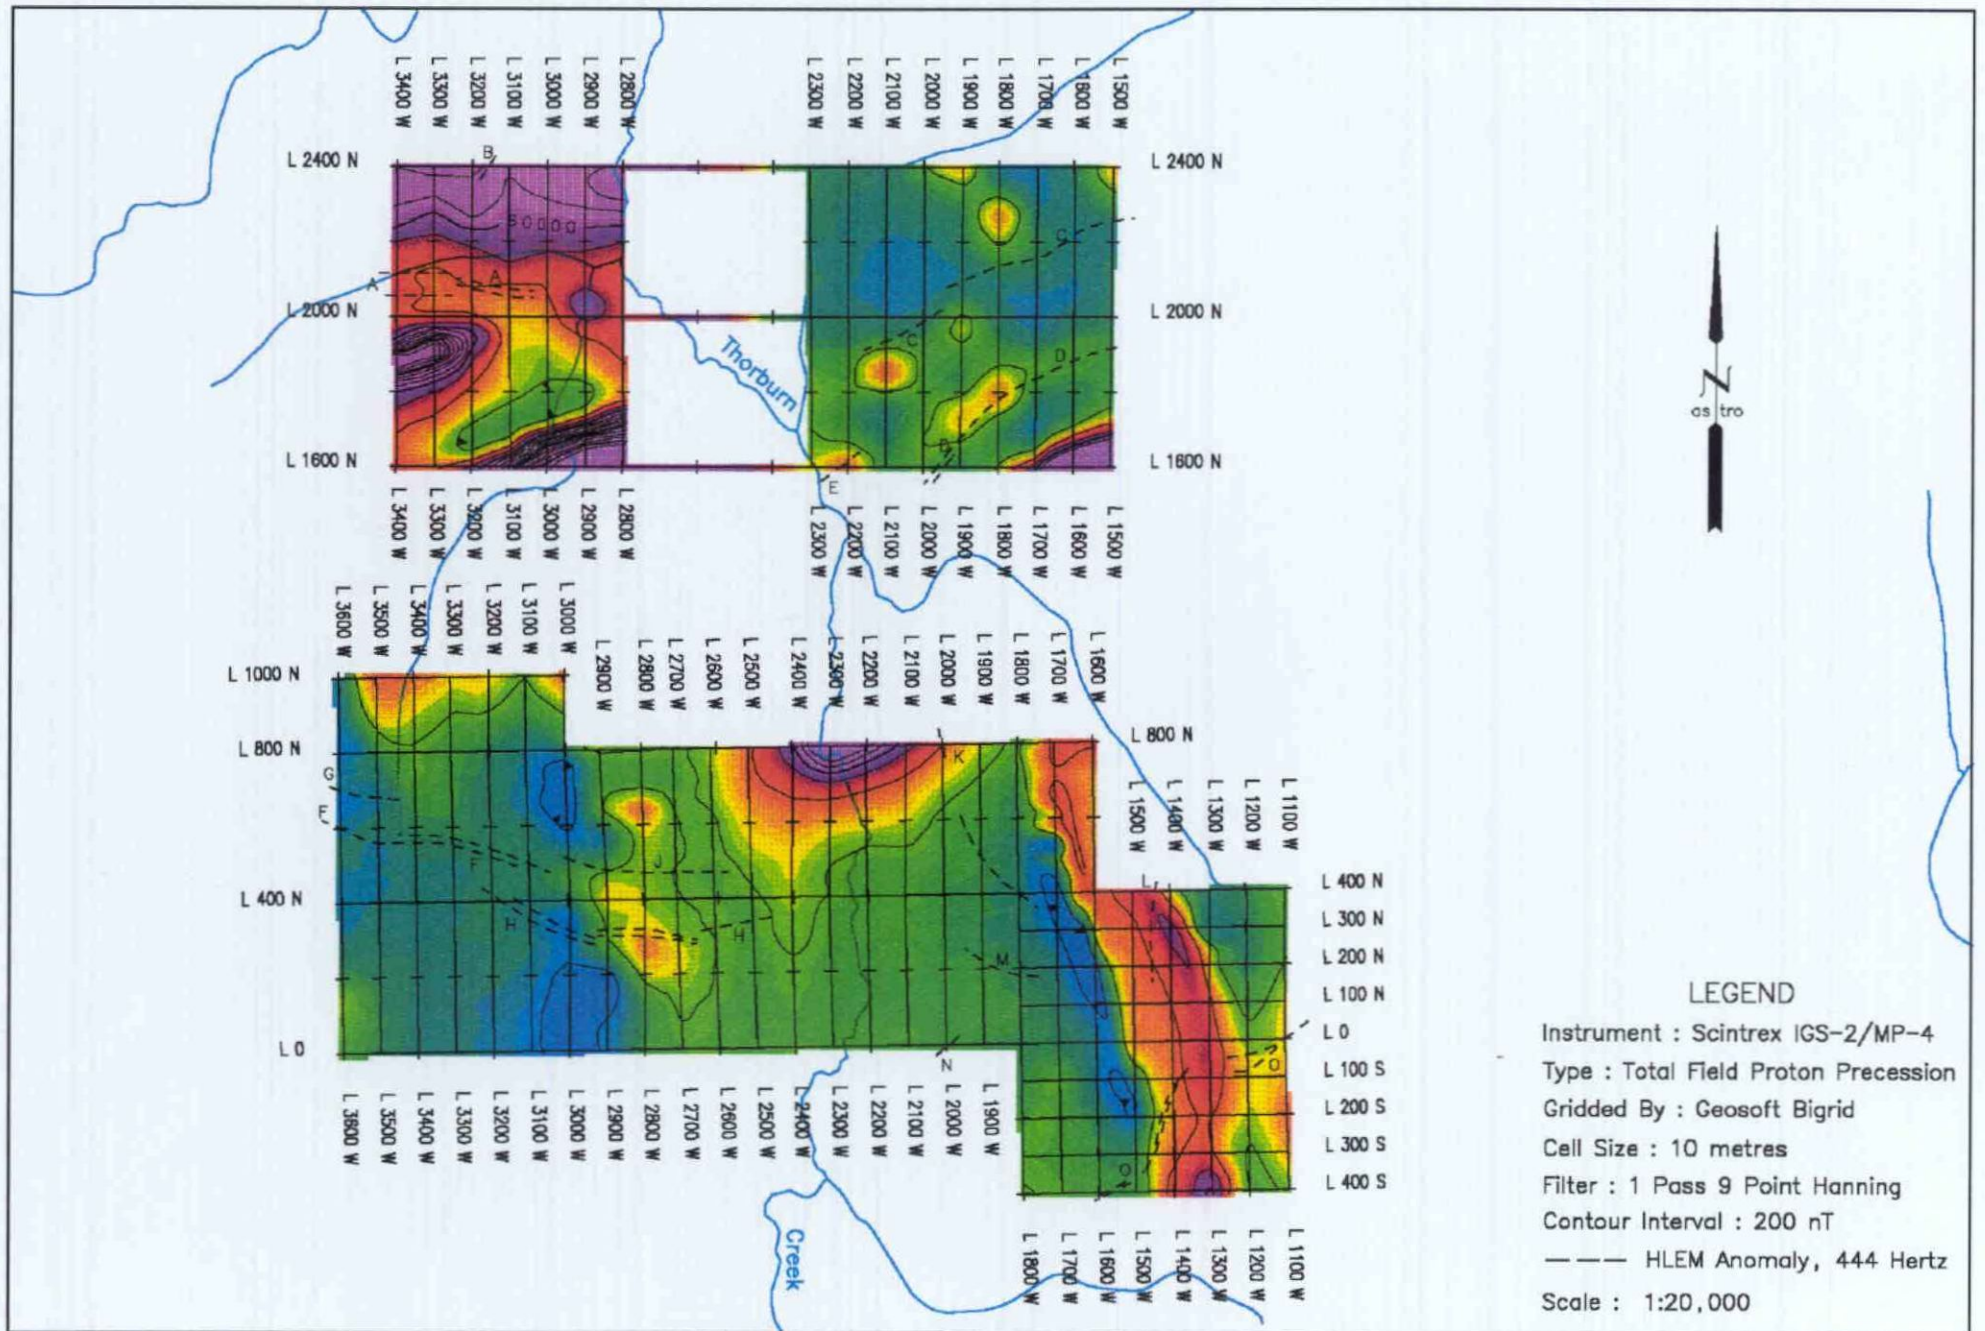 L 3400 W
L 3300 W
L 3200 W
L 3100 W
L 3000 W
L 2900 W
L 2800 W
L 2300 W
L 2200 W
L 2100 W
L 2000 W
L 1900 W
L 1800 W
L 1700 W
L 1600 W
L 1500 W
L 2400 N
B
L 2400 N
60000
G
A
A
L 2000 N
L 2000 N
Thorburn
C
D
D
L 1600 N
L 1600 N
E
as tro
L 3400 W
L 3300 W
L 3200 W
L 3100 W
L 3000 W
L 2900 W
L 2800 W
L 2300 W
L 2200 W
L 2100 W
L 2000 W
L 1900 W
L 1800 W
L 1700 W
L 1600 W
L 1500 W
L 3600 W
L 3500 W
L 3400 W
L 3300 W
L 3200 W
L 3100 W
L 3000 W
L 2900 W
L 2800 W
L 2700 W
L 2600 W
L 2500 W
L 2400 W
L 2300 W
L 2200 W
L 2100 W
L 2000 W
L 1900 W
L 1800 W
L 1700 W
L 1600 W
L 1000 N
L 800 N
L 800 N
K
G
F
L 1500 W
L 1400 W
L 1300 W
L 1200 W
L 1100 W
F
J
L 400 N
L
L 400 N
H
H
L 300 N
M
L 200 N
L 100 N
L 0
L 0
N
O
L 100 S
L 200 S
L 300 S
O
L 400 S
L 3600 W
L 3500 W
L 3400 W
L 3300 W
L 3200 W
L 3100 W
L 3000 W
L 2900 W
L 2800 W
L 2700 W
L 2600 W
L 2500 W
L 2400 W
L 2300 W
L 2200 W
L 2100 W
L 2000 W
L 1900 W
L 1800 W
L 1700 W
L 1600 W
L 1500 W
L 1400 W
L 1300 W
L 1200 W
L 1100 W
Creek
LEGEND
Instrument : Scintrex IGS-2/MP-4
Type : Total Field Proton Precession
Gridded By : Geosoft Bigrid
Cell Size : 10 metres
Filter : 1 Pass 9 Point Hanning
Contour Interval : 200 nT
HLEM Anomaly, 444 Hertz
Scale : 1:20,000